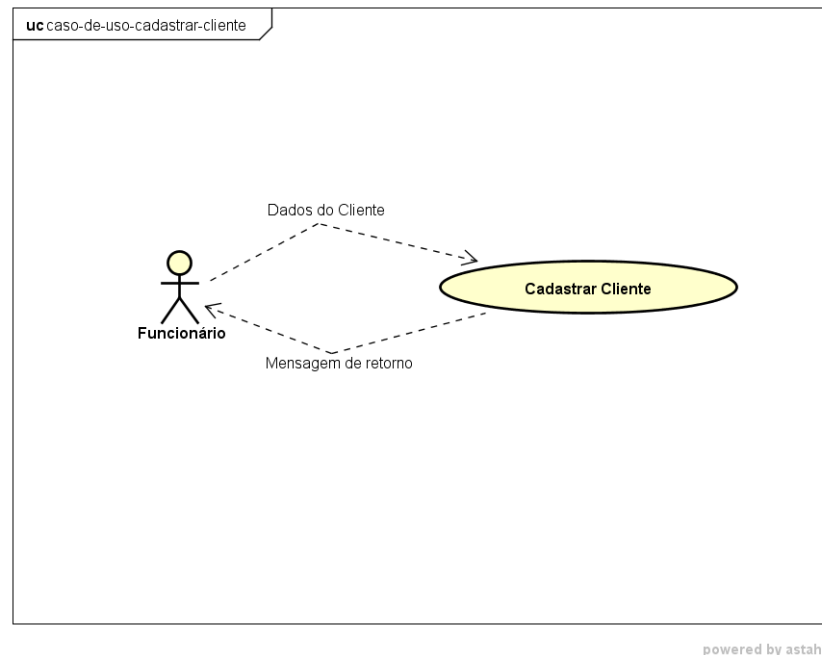 uc caso-de-uso-cadastrar-cliente
Dados do Cliente
Cadastrar Cliente
Funcionário
Mensagem de retorno
powered by astah